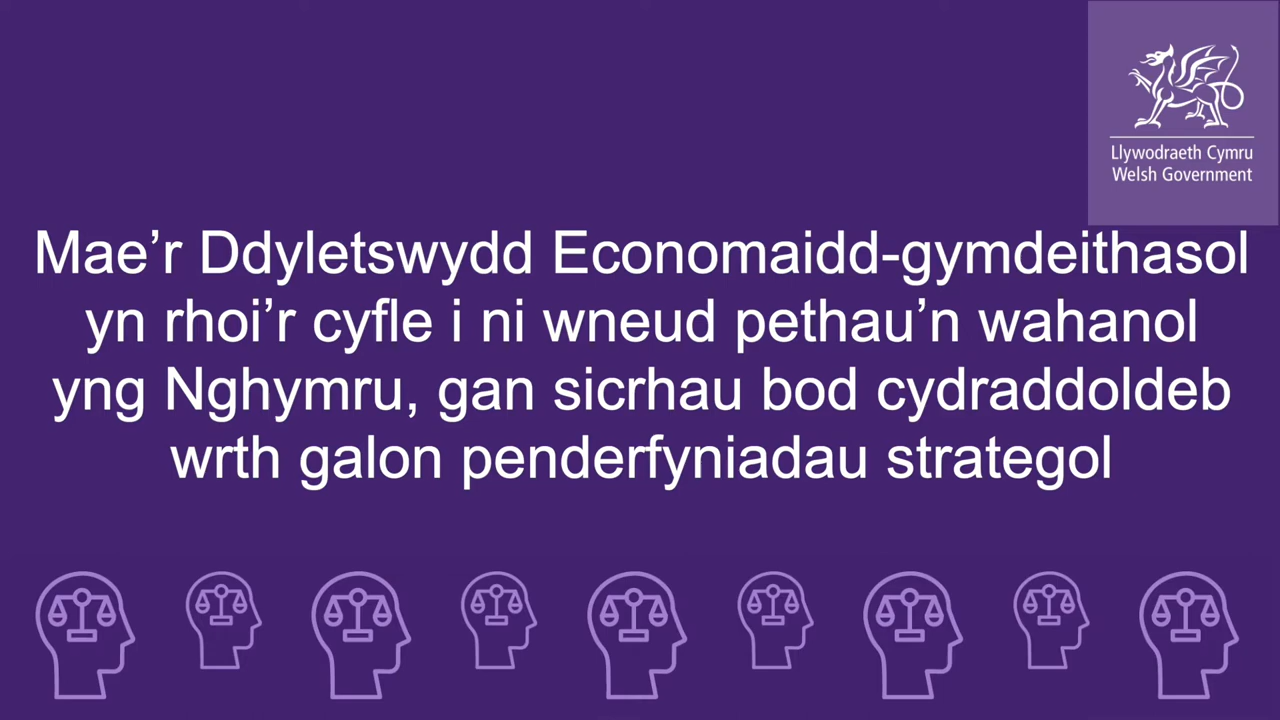 Llywodraeth Cymru
Welsh Government
Mae’r Ddyletswydd Economaidd-gymdeithasol
yn rhoi’r cyfle i ni wneud pethau’n wahanol
yng Nghymru, gan sicrhau bod cydraddoldeb
wrth galon penderfyniadau strategol